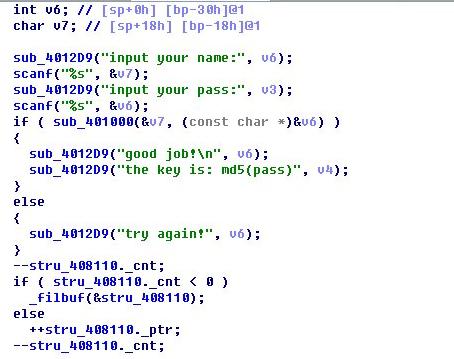 int v6; // [sp+0h] [bp-30h]@1
char v7; // [sp+18h] [bp-18h]@1
sub_4012D9("input your name:", v6);
scanf("%s", &v7);
sub_4012D9("input your pass:", v3);
scanf("%s", &v6);
if ( sub_401000(&v7, (const char *)&v6) )
{
sub_4012D9("good job!\n", v6);
sub_4012D9("the key is: md5(pass)", v4);
}
else
{
sub_4012D9("try again!", v6);
}
--stru_408110._cnt;
if ( stru_408110._cnt < 0 )
_filbuf(&stru_408110);
else
++stru_408110._ptr;
--stru_408110._cnt;